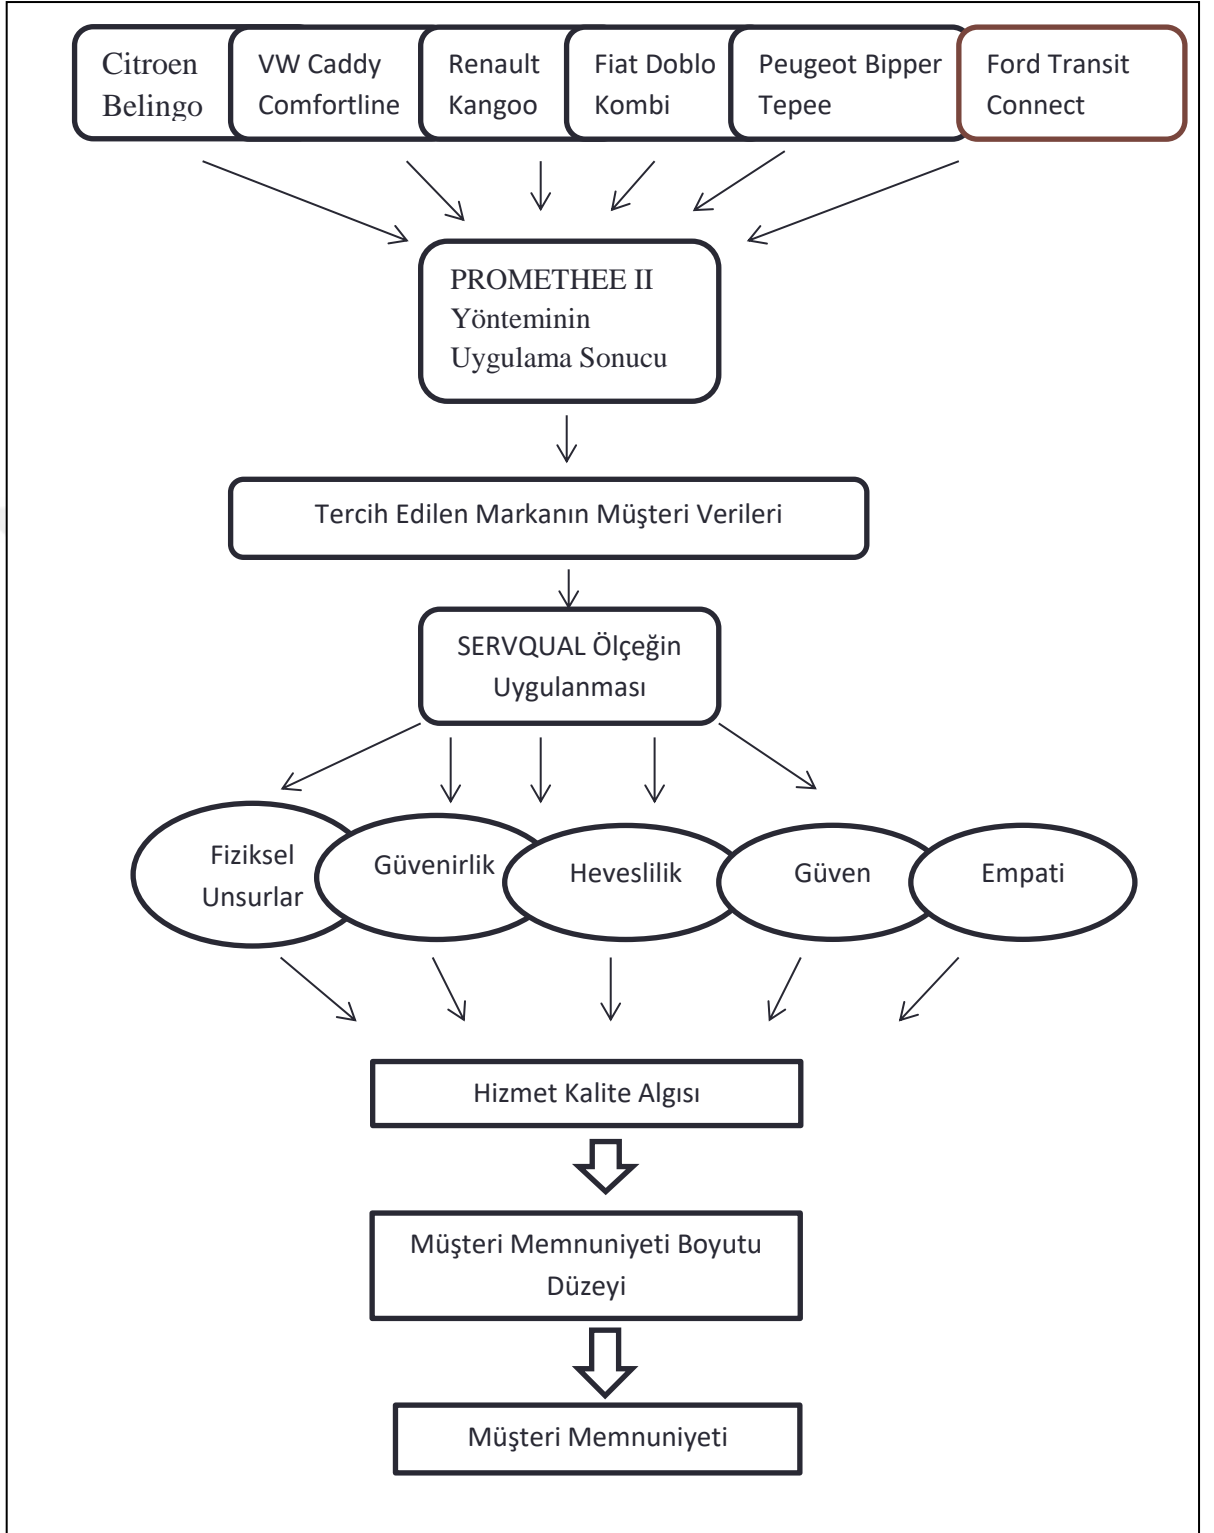 Citroen
Belingo
VW Caddy
Comfortline
Renault
Kangoo
Fiat Doblo
Kombi
Peugeot Bipper
Tepee
Ford Transit
Connect
PROMETHEE II
Yönteminin
Uygulama Sonucu
Tercih Edilen Markanın Müşteri Verileri
SERVQUAL Ölçeğin
Uygulanması
Fiziksel
Unsurlar
Güvenirlik
Heveslilik
Güven
Empati
Hizmet Kalite Algısı
Müşteri Memnuniyeti Boyutu
Düzeyi
Müşteri Memnuniyeti